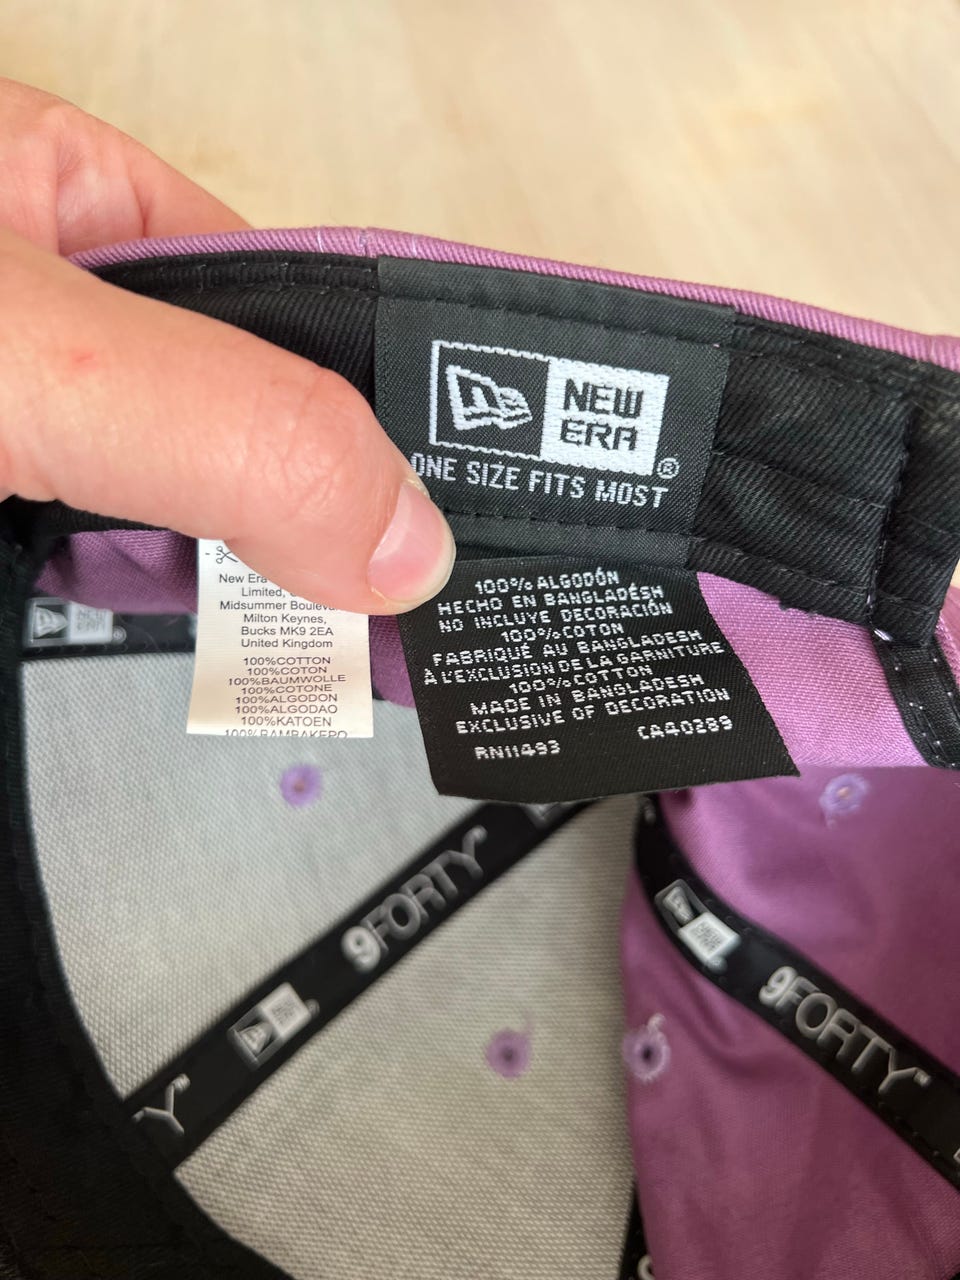 NEW
ERA
®
ONE SIZE FITS MOST
100% ALGODÓN
HECHO EN BANGLADÉSH
NO INCLUYE DECORACIÓN
100% COTON
FABRIQUÉ AU BANGLADESH
À L'EXCLUSION DE LA GARNITURE
100% COTTON
MADE IN BANGLADESH
EXCLUSIVE OF DECORATION
RN11493 CA40289
New Era
Limited,
Midsummer
Milton Keynes,
Bucks MK9 2EA
United Kingdom
100%COTTON
100%COTON
100%BAUMWOLLE
100%COTONE
100%ALGODON
100%ALGODAO
100%KATOEN
100%BAMBAKERO
9FORTY
9FORTY